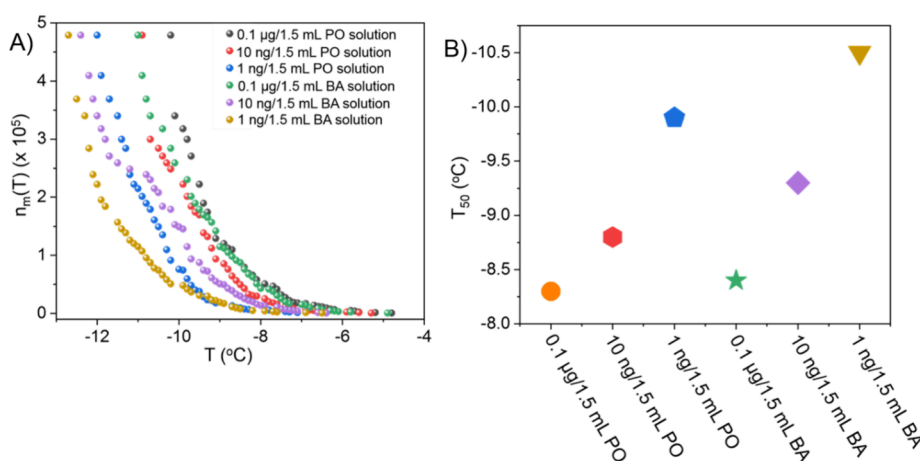 A)
n_m(T) (x 10^5)
5
4
3
2
1
0
-12
-10
-8
-6
-4
T (°C)
0.1 µg/1.5 mL PO solution
10 ng/1.5 mL PO solution
1 ng/1.5 mL PO solution
0.1 µg/1.5 mL BA solution
10 ng/1.5 mL BA solution
1 ng/1.5 mL BA solution
B)
T_50 (°C)
-10.5
-10.0
-9.5
-9.0
-8.5
-8.0
0.1 µg/1.5 mL PO
10 ng/1.5 mL PO
1 ng/1.5 mL PO
0.1 µg/1.5 mL BA
10 ng/1.5 mL BA
1 ng/1.5 mL BA